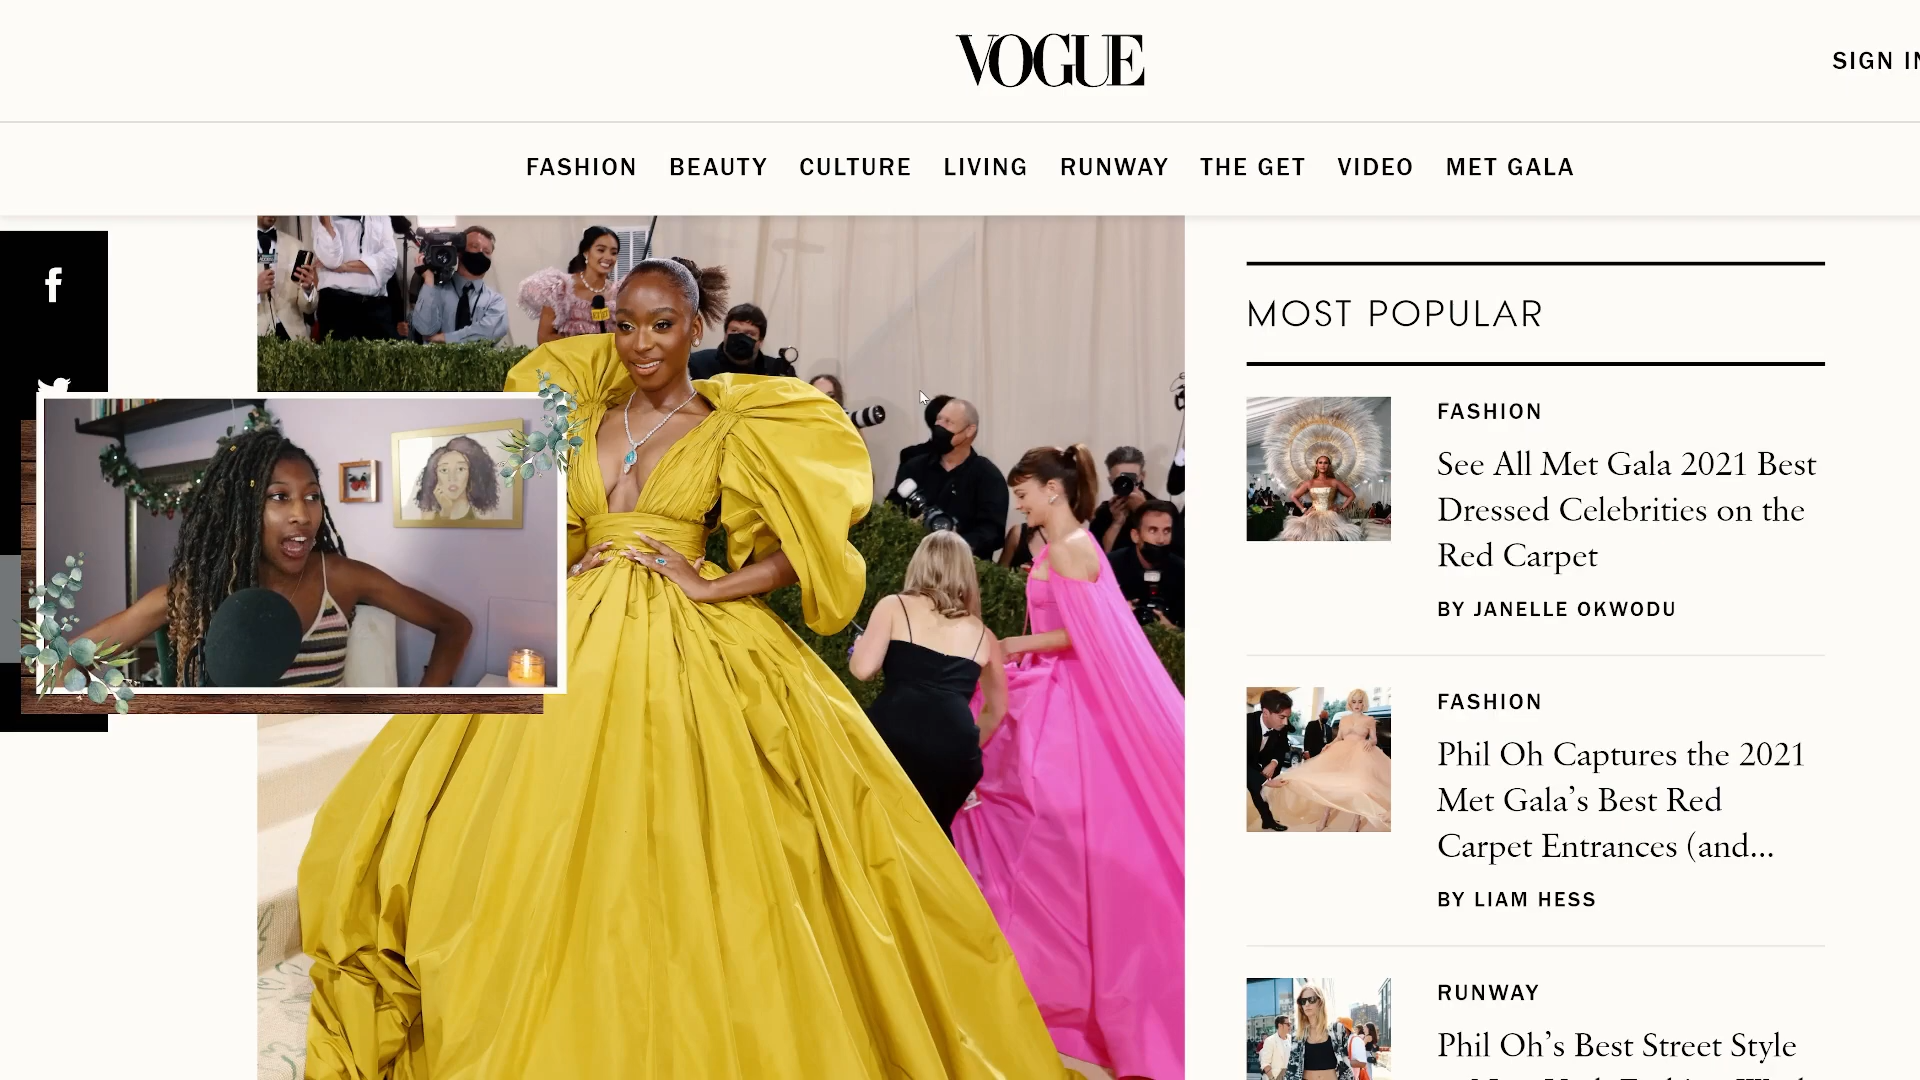 VOGUE
SIGN IN
FASHION BEAUTY CULTURE LIVING RUNWAY THE GET VIDEO MET GALA
MOST POPULAR
FASHION
See All Met Gala 2021 Best
Dressed Celebrities on the
Red Carpet
BY JANELLE OKWODU
FASHION
Phil Oh Captures the 2021
Met Gala’s Best Red
Carpet Entrances (and...
BY LIAM HESS
RUNWAY
Phil Oh’s Best Street Style